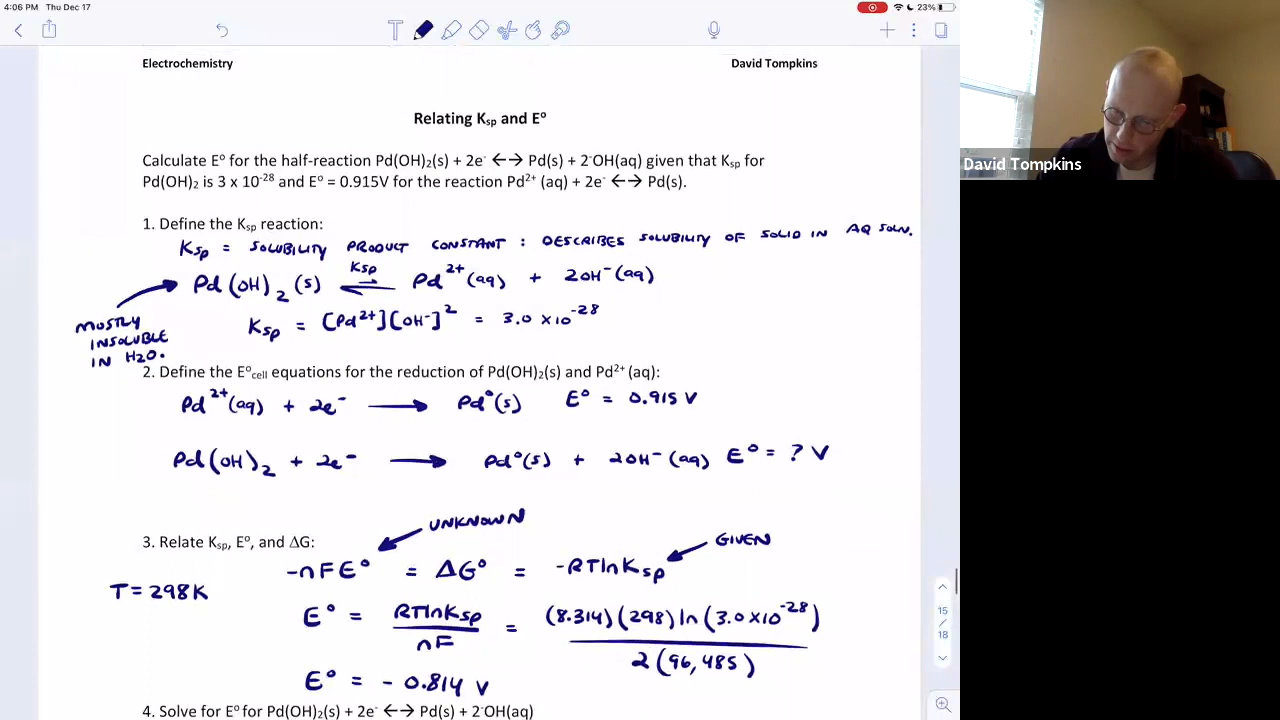 4:06 PM Thu Dec 17
23%
Electrochemistry
David Tompkins
Relating Ksp and E°
Calculate E° for the half-reaction Pd(OH)₂(s) + 2e⁻ ←→ Pd(s) + 2⁻OH(aq) given that Ksp for
Pd(OH)₂ is 3 x 10⁻²⁸ and E° = 0.915V for the reaction Pd²⁺ (aq) + 2e⁻ ←→ Pd(s).
1. Define the Ksp reaction:
Ksp = SOLUBILITY PRODUCT CONSTANT : DESCRIBES SOLUBILITY OF SOLID IN AQ SOLN.
Pd(OH)₂(s) ⇌ Ksp Pd²⁺(aq) + 2OH⁻(aq)
MOSTLY
INSOLUBLE
IN H2O.
Ksp = [Pd²⁺][OH⁻]² = 3.0 x 10⁻²⁸
2. Define the E°cell equations for the reduction of Pd(OH)₂(s) and Pd²⁺ (aq):
Pd²⁺(aq) + 2e⁻ → Pd°(s) E° = 0.915 V
Pd(OH)₂ + 2e⁻ → Pd°(s) + 2OH⁻(aq) E° = ? V
UNKNOWN
GIVEN
3. Relate Ksp, E°, and ΔG:
-nFE° = ΔG° = -RTlnKsp
T = 298K
E° = RTlnKsp / nF = (8.314)(298)ln(3.0x10⁻²⁸) / 2(96,485)
E° = - 0.814 V
4. Solve for E° for Pd(OH)₂(s) + 2e⁻ ←→ Pd(s) + 2⁻OH(aq)
15
/
18
David Tompkins